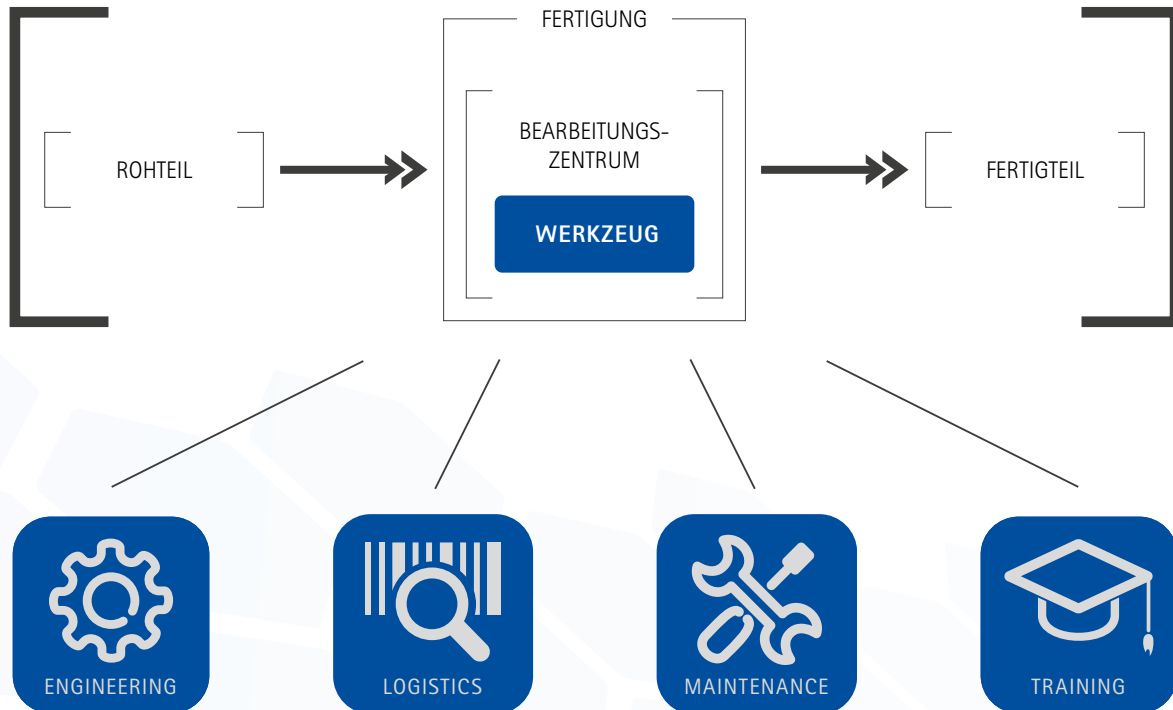 FERTIGUNG
ROHTEIL
BEARBEITUNGS-
ZENTRUM
WERKZEUG
FERTIGTEIL
ENGINEERING
LOGISTICS
MAINTENANCE
TRAINING